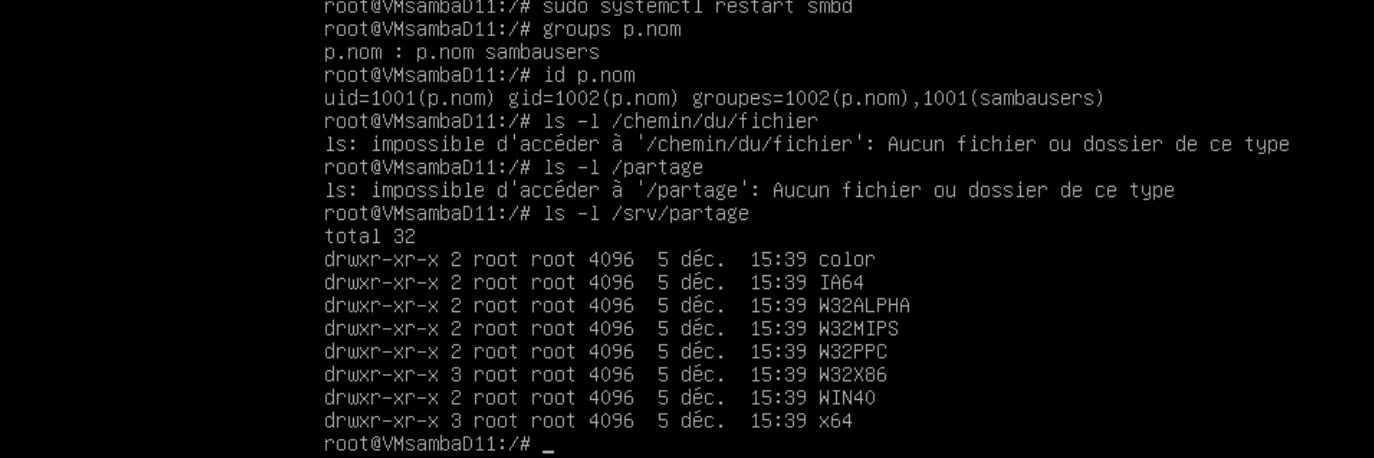 root@VMsambaD11:/# sudo systemctl restart smbd
root@VMsambaD11:/# groups p.nom
p.nom : p.nom sambausers
root@VMsambaD11:/# id p.nom
uid=1001(p.nom) gid=1002(p.nom) groupes=1002(p.nom),1001(sambausers)
root@VMsambaD11:/# ls -l /chemin/du/fichier
ls: impossible d'accéder à '/chemin/du/fichier': Aucun fichier ou dossier de ce type
root@VMsambaD11:/# ls -l /partage
ls: impossible d'accéder à '/partage': Aucun fichier ou dossier de ce type
root@VMsambaD11:/# ls -l /srv/partage
total 32
drwxr-xr-x 2 root root 4096  5 déc.  15:39 color
drwxr-xr-x 2 root root 4096  5 déc.  15:39 IA64
drwxr-xr-x 2 root root 4096  5 déc.  15:39 W32ALPHA
drwxr-xr-x 2 root root 4096  5 déc.  15:39 W32MIPS
drwxr-xr-x 2 root root 4096  5 déc.  15:39 W32PPC
drwxr-xr-x 3 root root 4096  5 déc.  15:39 W32X86
drwxr-xr-x 2 root root 4096  5 déc.  15:39 WIN40
drwxr-xr-x 3 root root 4096  5 déc.  15:39 x64
root@VMsambaD11:/# _